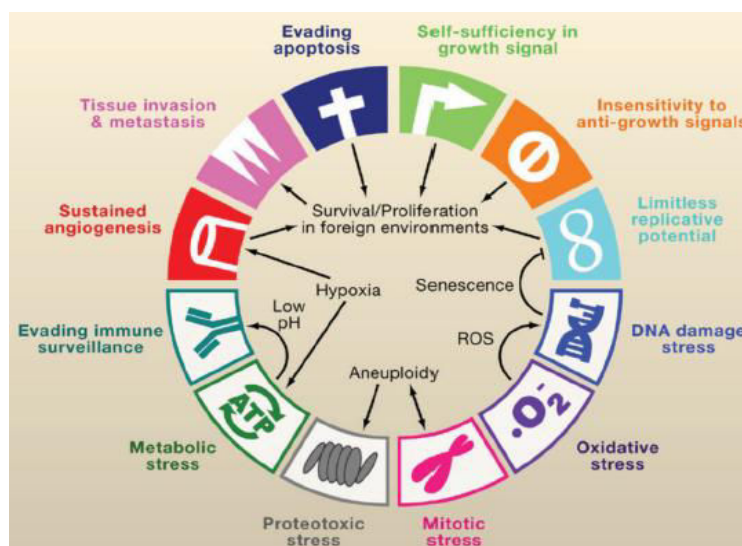 Evading
apoptosis
Self-sufficiency in
growth signal
Tissue invasion
& metastasis
Insensitivity to
anti-growth signals
Sustained
angiogenesis
Survival/Proliferation
in foreign environments
Limitless
replicative
potential
Hypoxia
Senescence
Evading immune
surveillance
Low
pH
ROS
DNA damage
stress
Aneuploidy
ATP
•O2-
Metabolic
stress
Oxidative
stress
Proteotoxic
stress
Mitotic
stress